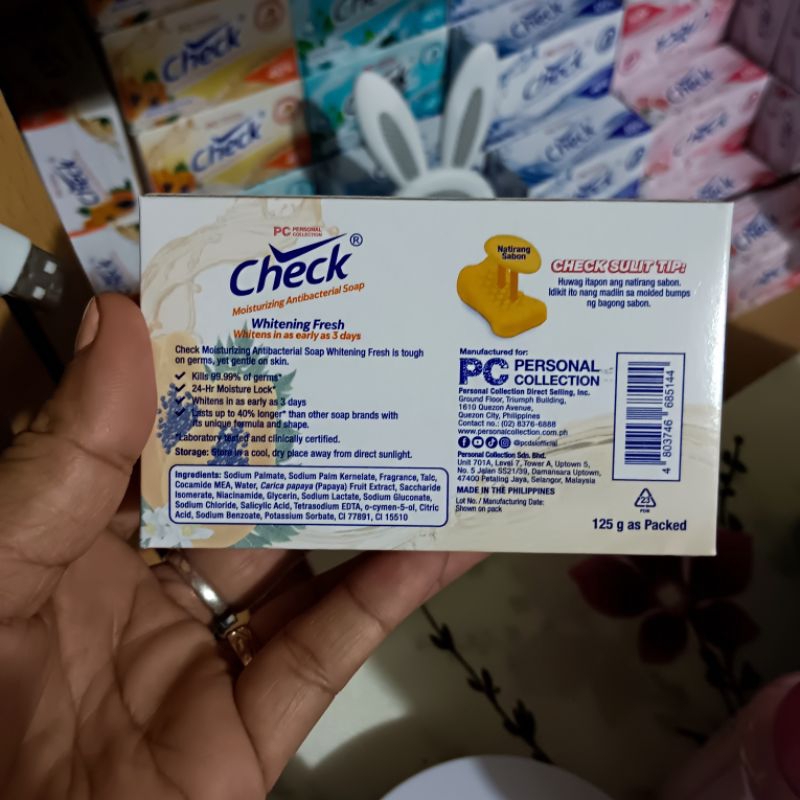 Check
Check
Check
Check
Check
Check
Check
PC PERSONAL
COLLECTION
Check®
Moisturizing Antibacterial Soap
Whitening Fresh
Whitens in as early as 3 days
Check Moisturizing Antibacterial Soap Whitening Fresh is tough
on germs, yet gentle on skin.
Kills 99.99% of germs*
24-Hr Moisture Lock*
Whitens in as early as 3 days
Lasts up to 40% longer* than other soap brands with
its unique formula and shape.
*Laboratory tested and clinically certified.
Storage: Store in a cool, dry place away from direct sunlight.
Ingredients: Sodium Palmate, Sodium Palm Kernelate, Fragrance, Talc,
Cocamide MEA, Water, Carica papaya (Papaya) Fruit Extract, Saccharide
Isomerate, Niacinamide, Glycerin, Sodium Lactate, Sodium Gluconate,
Sodium Chloride, Salicylic Acid, Tetrasodium EDTA, o-cymen-5-ol, Citric
Acid, Sodium Benzoate, Potassium Sorbate, CI 77891, CI 15510
Natirang
Sabon
CHECK SULIT TIP!
Huwag itapon ang natirang sabon.
Idikit ito nang madiin sa molded bumps
ng bagong sabon.
Manufactured for:
PC PERSONAL
COLLECTION
Personal Collection Direct Selling, Inc.
Ground Floor, Triumph Building,
1610 Quezon Avenue,
Quezon City, Philippines
Contact no.: (02) 8376-6888
www.personalcollection.com.ph
@pcdsiofficial
Personal Collection Sdn. Bhd.
Unit 701A, Level 7, Tower A, Uptown 5,
No. 5 Jalan SS21/39, Damansara Uptown,
47400 Petaling Jaya, Selangor, Malaysia
MADE IN THE PHILIPPINES
Lot No. / Manufacturing Date:
Shown on pack
4 803746 685144
23
125 g as Packed